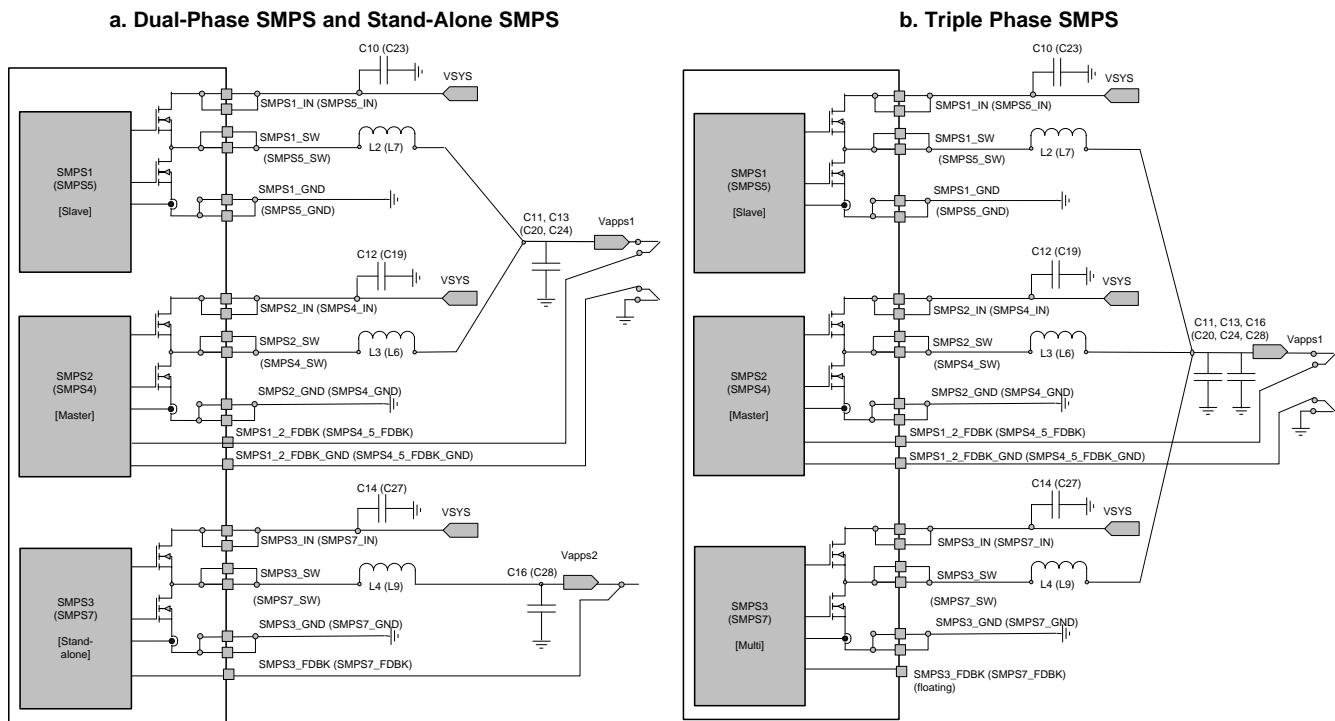 a. Dual-Phase SMPS and Stand-Alone SMPS
C10 (C23)
VSYS
SMPS1_IN (SMPS5_IN)
SMPS1_SW
(SMPS5_SW)
L2 (L7)
SMPS1
(SMPS5)
[Slave]
SMPS1_GND
(SMPS5_GND)
C11, C13
(C20, C24)
Vapps1
C12 (C19)
VSYS
SMPS2_IN (SMPS4_IN)
SMPS2_SW
(SMPS4_SW)
L3 (L6)
SMPS2
(SMPS4)
[Master]
SMPS2_GND (SMPS4_GND)
SMPS1_2_FDBK (SMPS4_5_FDBK)
SMPS1_2_FDBK_GND (SMPS4_5_FDBK_GND)
C14 (C27)
VSYS
SMPS3_IN (SMPS7_IN)
SMPS3_SW
(SMPS7_SW)
L4 (L9)
C16 (C28)
Vapps2
SMPS3
(SMPS7)
[Stand-
alone]
SMPS3_GND (SMPS7_GND)
SMPS3_FDBK (SMPS7_FDBK)
b. Triple Phase SMPS
C10 (C23)
VSYS
SMPS1_IN (SMPS5_IN)
SMPS1_SW
(SMPS5_SW)
L2 (L7)
SMPS1
(SMPS5)
[Slave]
SMPS1_GND
(SMPS5_GND)
C12 (C19)
VSYS
SMPS2_IN (SMPS4_IN)
SMPS2_SW
(SMPS4_SW)
L3 (L6)
C11, C13, C16
(C20, C24, C28)
Vapps1
SMPS2
(SMPS4)
[Master]
SMPS2_GND (SMPS4_GND)
SMPS1_2_FDBK (SMPS4_5_FDBK)
SMPS1_2_FDBK_GND (SMPS4_5_FDBK_GND)
C14 (C27)
VSYS
SMPS3_IN (SMPS7_IN)
SMPS3_SW
(SMPS7_SW)
L4 (L9)
SMPS3
(SMPS7)
[Multi]
SMPS3_GND (SMPS7_GND)
SMPS3_FDBK (SMPS7_FDBK)
(floating)